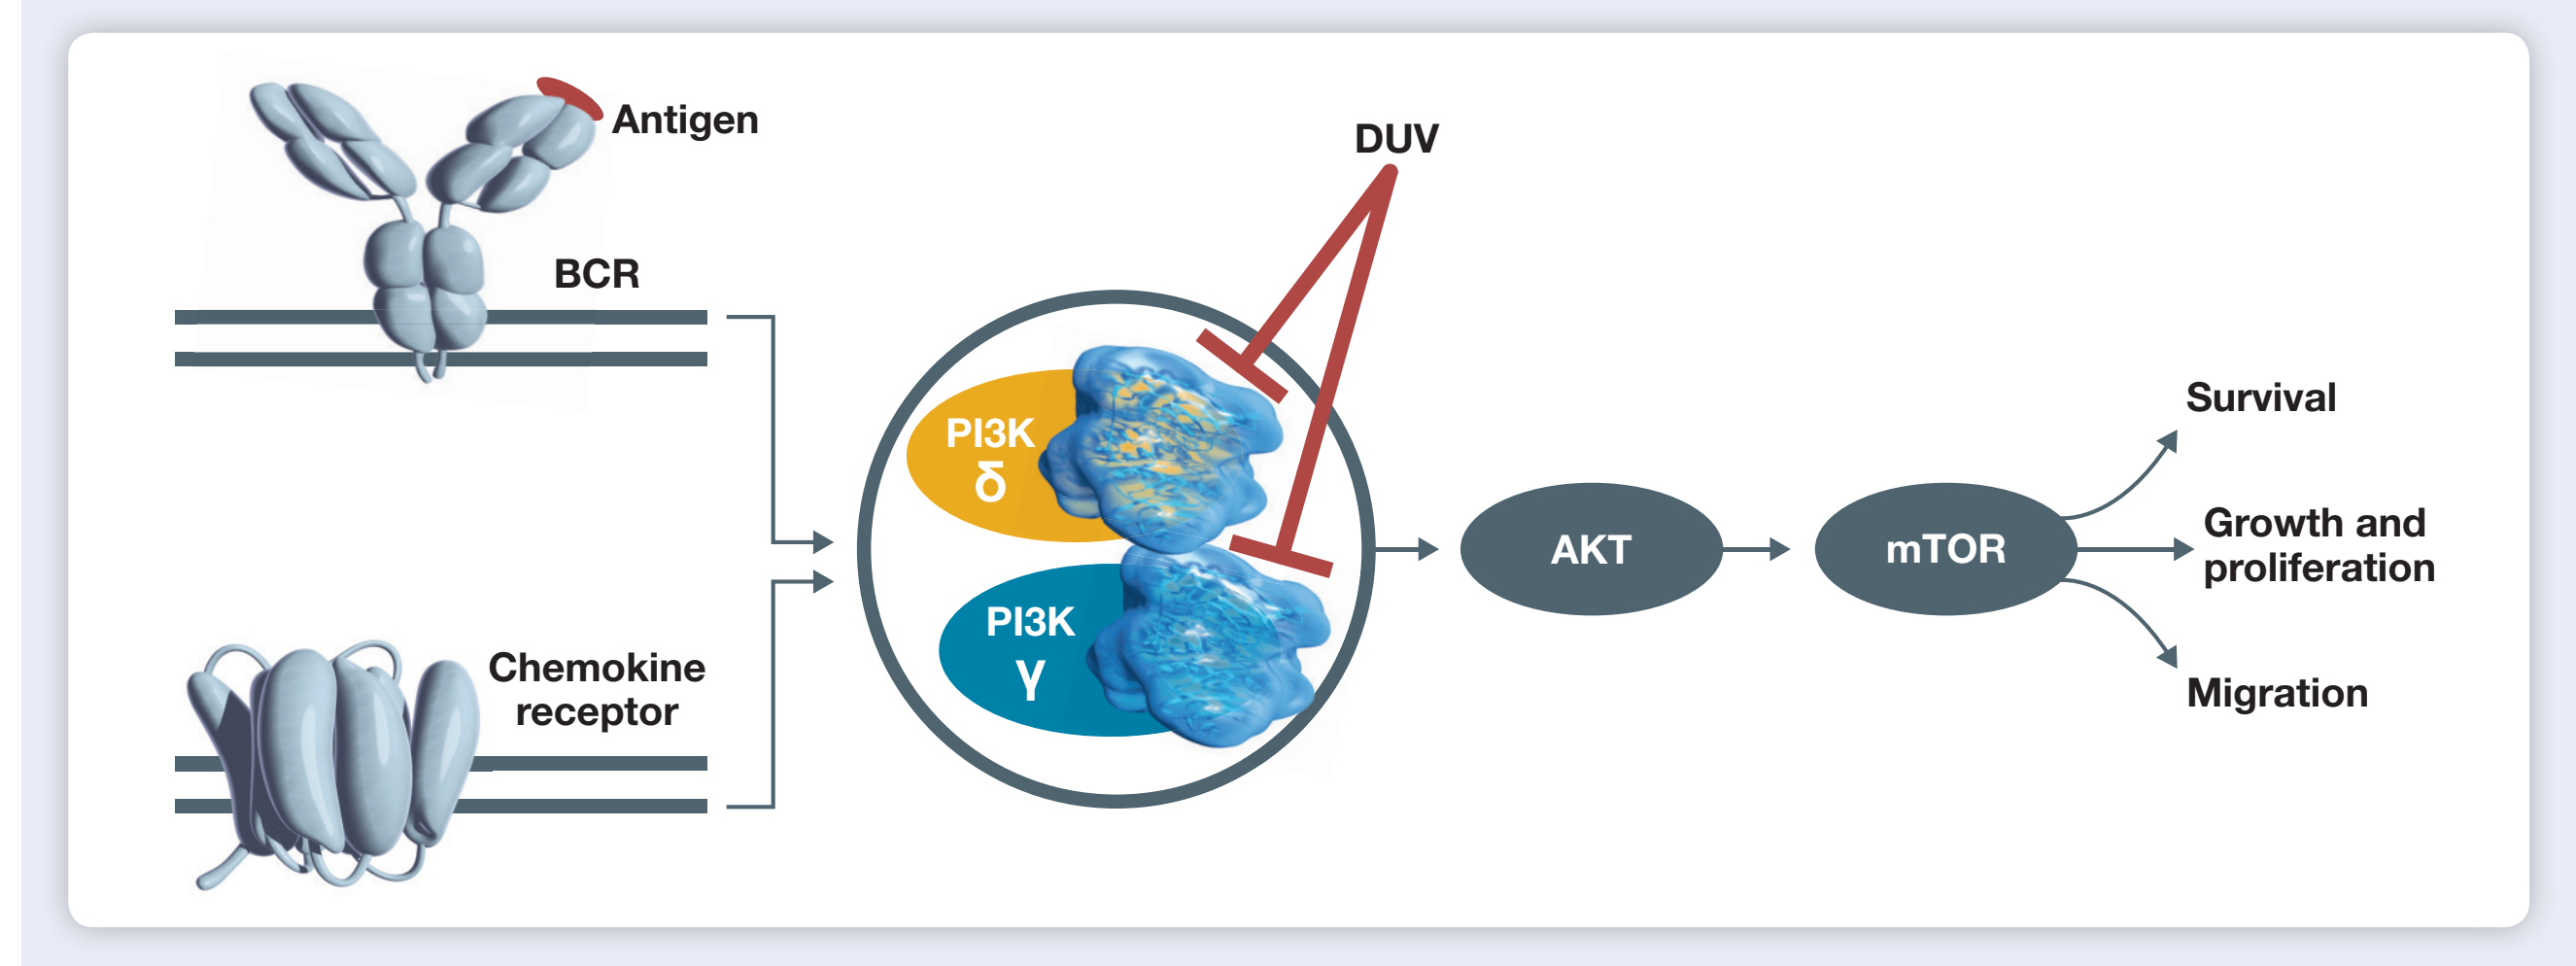 Antigen
BCR
DUV
PI3K
δ
PI3K
γ
Chemokine
receptor
AKT
mTOR
Survival
Growth and
proliferation
Migration